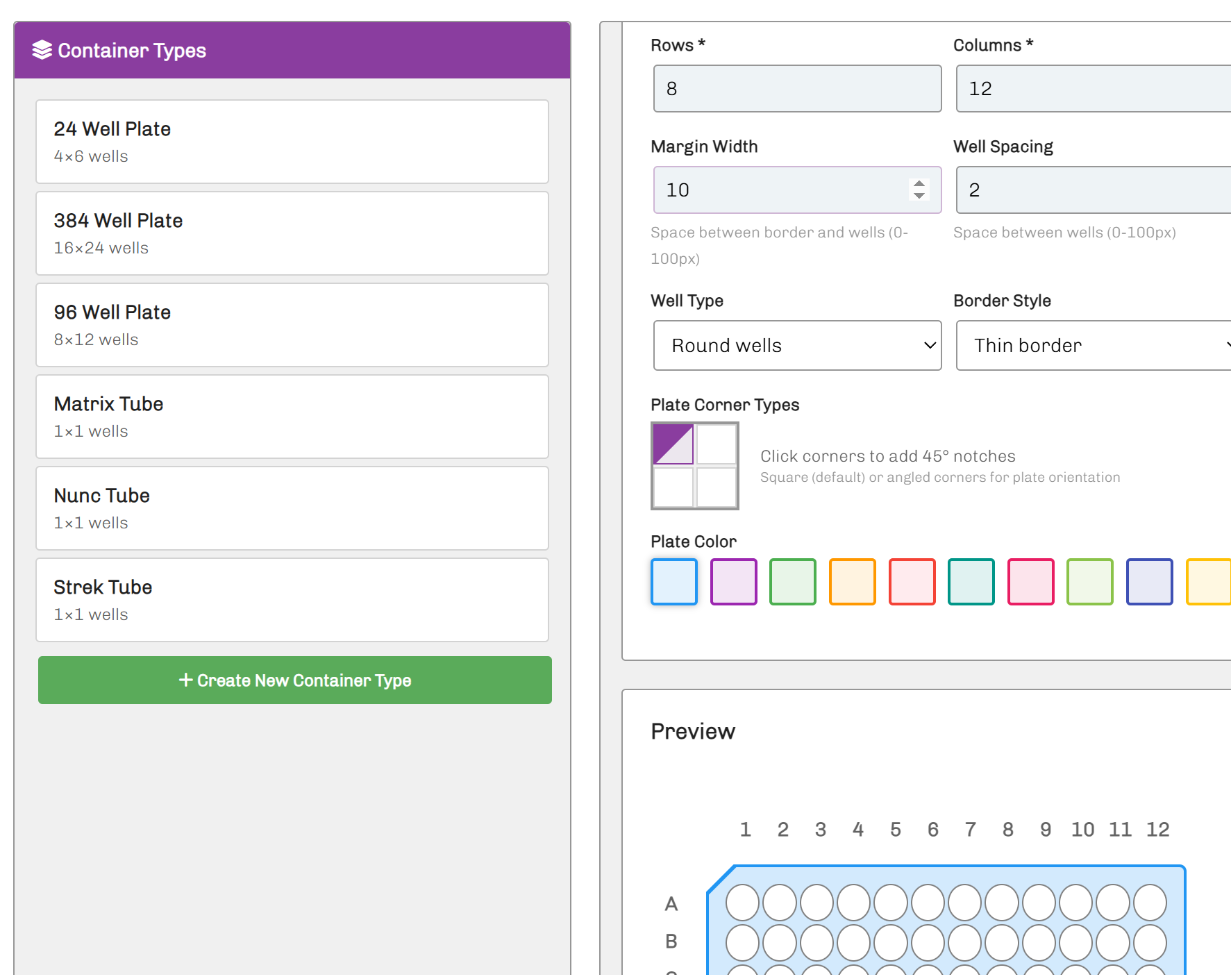 Container Types
24 Well Plate
4×6 wells
384 Well Plate
16×24 wells
96 Well Plate
8×12 wells
Matrix Tube
1×1 wells
Nunc Tube
1×1 wells
Strek Tube
1×1 wells
+ Create New Container Type
Rows * Columns *
8 12
Margin Width Well Spacing
10 2
Space between border and wells (0- Space between wells (0-100px)
100px)
Well Type Border Style
Round wells Thin border
Plate Corner Types
Click corners to add 45° notches
Square (default) or angled corners for plate orientation
Plate Color
Preview
1 2 3 4 5 6 7 8 9 10 11 12
A
B